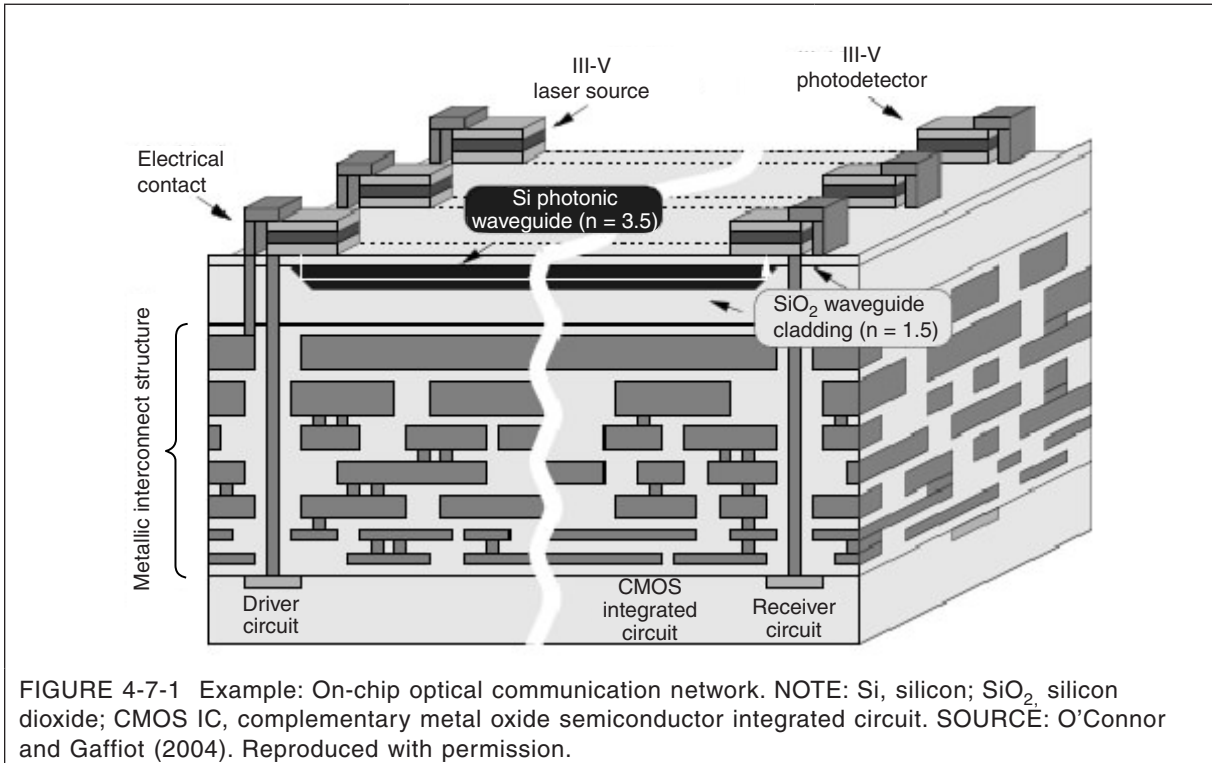 III-V
laser source
III-V
photodetector
Electrical
contact
Si photonic
waveguide (n = 3.5)
SiO2 waveguide
cladding (n = 1.5)
Metallic interconnect structure
Driver
circuit
CMOS
integrated
circuit
Receiver
circuit
FIGURE 4-7-1 Example: On-chip optical communication network. NOTE: Si, silicon; SiO2, silicon
dioxide; CMOS IC, complementary metal oxide semiconductor integrated circuit. SOURCE: O'Connor
and Gaffiot (2004). Reproduced with permission.